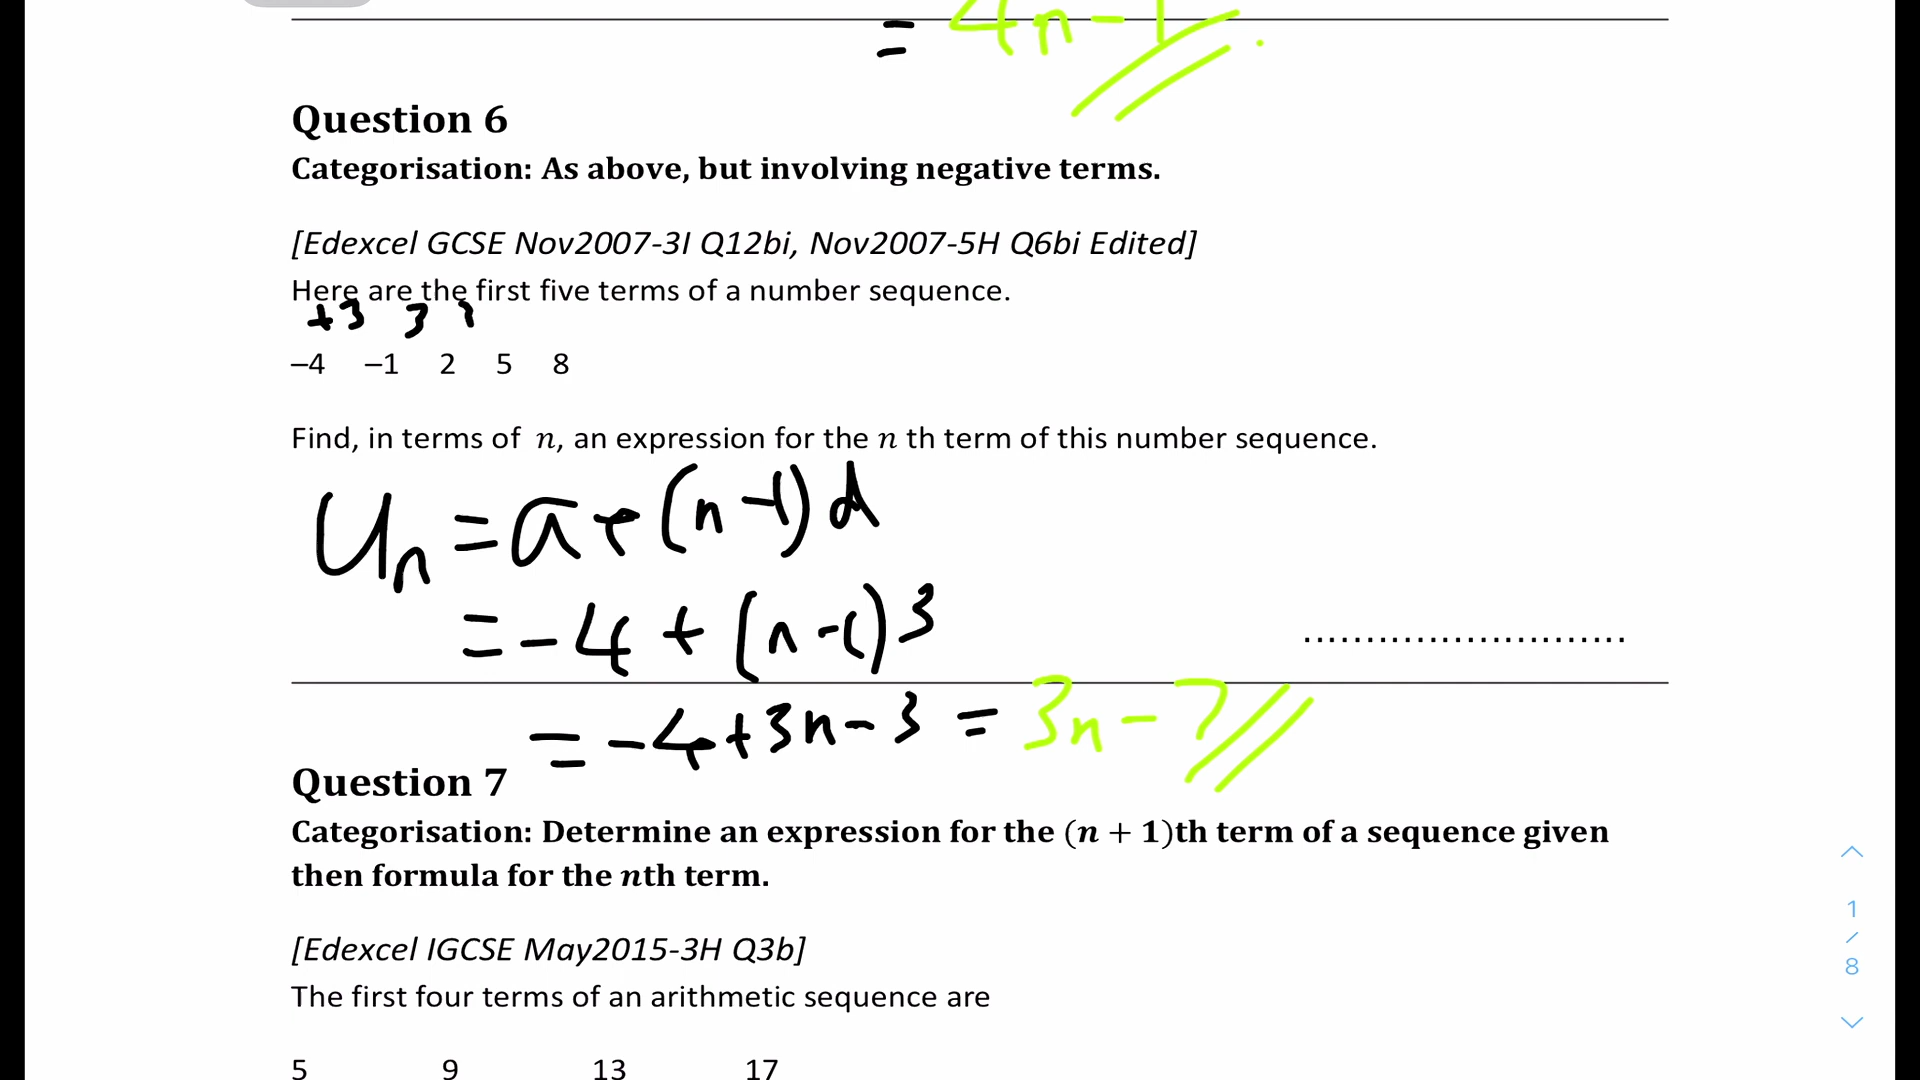 = 4n-1
Question 6
Categorisation: As above, but involving negative terms.
[Edexcel GCSE Nov2007-3I Q12bi, Nov2007-5H Q6bi Edited]
Here are the first five terms of a number sequence.
+3 3 3
–4 –1 2 5 8
Find, in terms of n, an expression for the n th term of this number sequence.
Un = a + (n-1)d
= -4 + (n-1)3
..........................
= -4+3n-3 = 3n-7
Question 7
Categorisation: Determine an expression for the (n + 1)th term of a sequence given
then formula for the nth term.
[Edexcel IGCSE May2015-3H Q3b]
The first four terms of an arithmetic sequence are
5 9 13 17
1
/
8